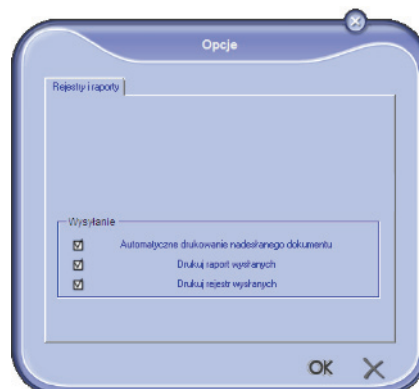 Opcje
Rejestry i raporty
Wysyłanie
Automatyczne drukowanie nadesłanego dokumentu
Drukuj raport wysłanych
Drukuj rejestr wysłanych
OK